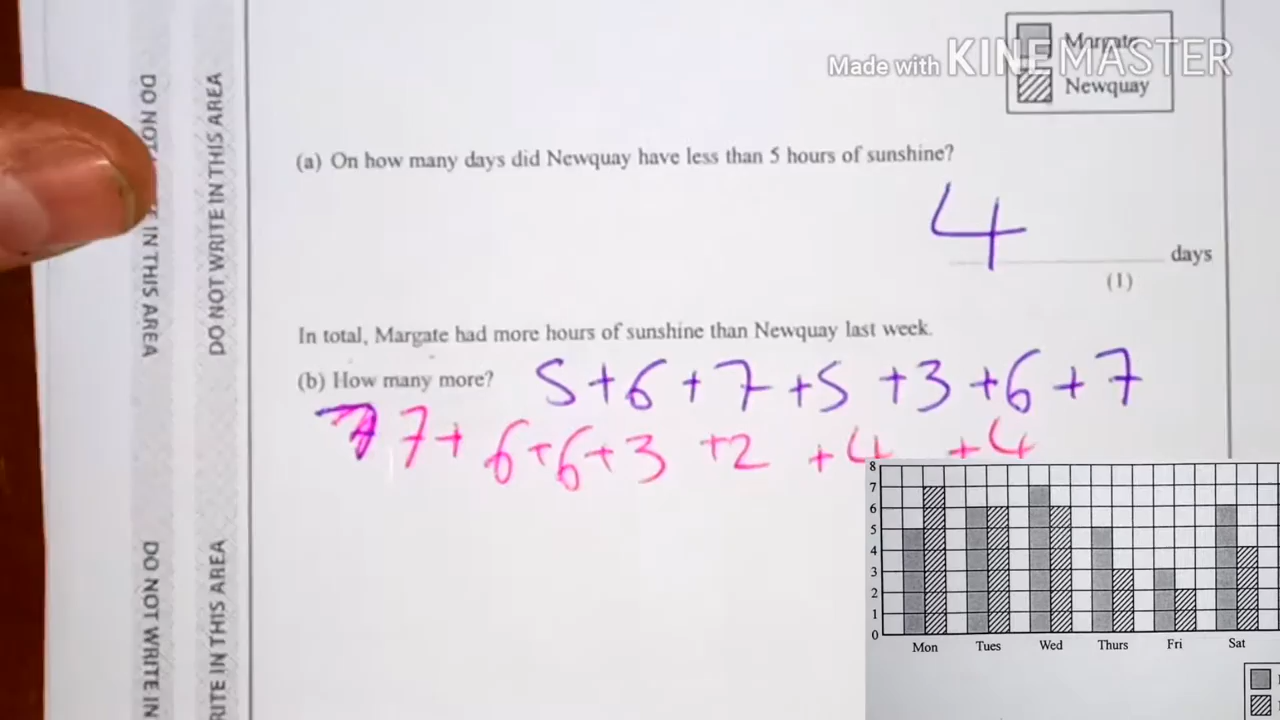 Margate
Made with KINEMASTER
Newquay
DO NOT WRITE IN THIS AREA
DO NOT IN THIS AREA
(a) On how many days did Newquay have less than 5 hours of sunshine?
4
days
(1)
In total, Margate had more hours of sunshine than Newquay last week.
(b) How many more? 5+6+7+5+3+6+7
7 7+6+6+3+2+4+4
8
7
6
5
4
3
2
1
0
Mon Tues Wed Thurs Fri Sat
DO NOT WRITE IN
RITE IN THIS AREA